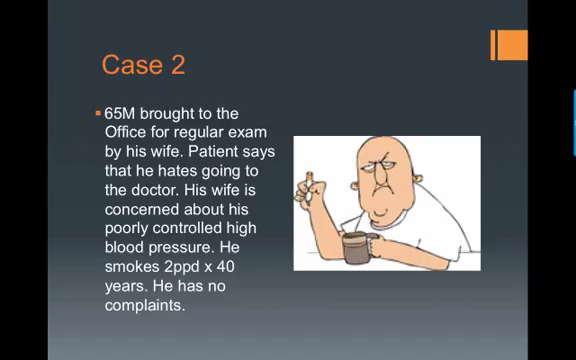 Case 2
65M brought to the
Office for regular exam
by his wife. Patient says
that he hates going to
the doctor. His wife is
concerned about his
poorly controlled high
blood pressure. He
smokes 2ppd x 40
years. He has no
complaints.